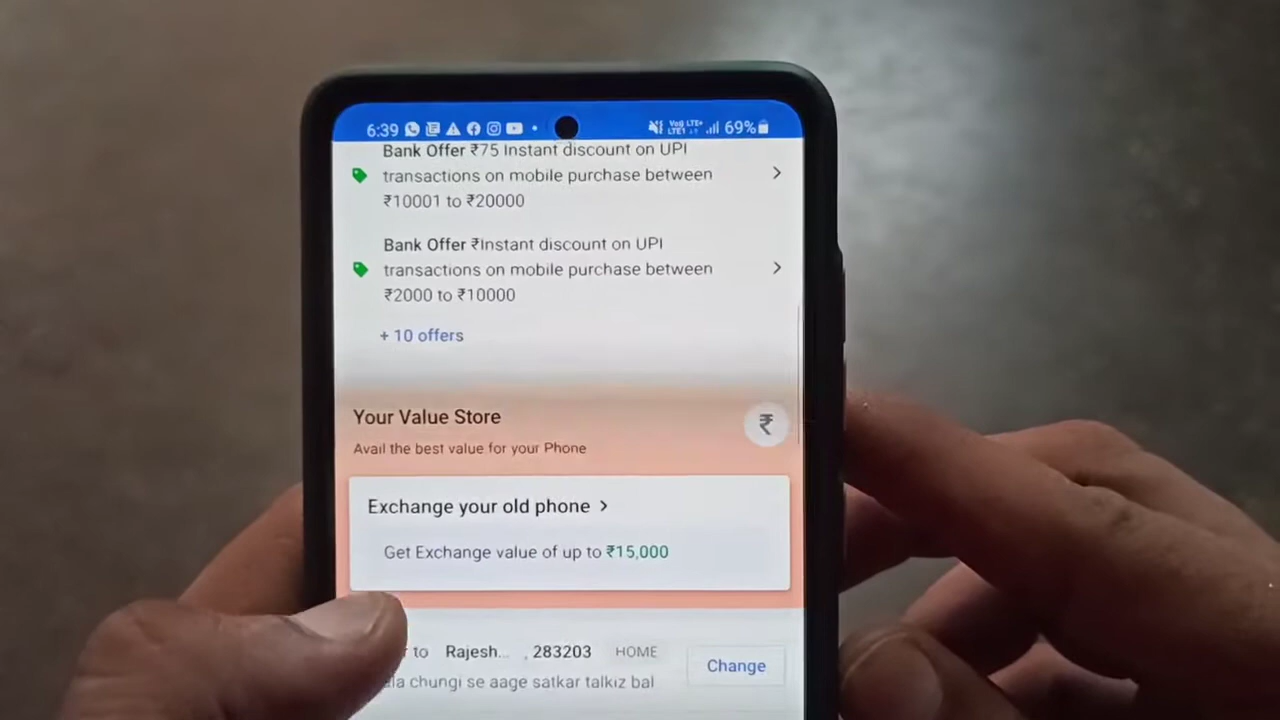 6:39
Voo LTE+
LTE1
69%
Bank Offer ₹75 Instant discount on UPI
transactions on mobile purchase between
₹10001 to ₹20000
Bank Offer ₹Instant discount on UPI
transactions on mobile purchase between
₹2000 to ₹10000
+ 10 offers
Your Value Store
₹
Avail the best value for your Phone
Exchange your old phone >
Get Exchange value of up to ₹15,000
to Rajesh... , 283203 HOME
Change
chungi se aage satkar talkiz bal